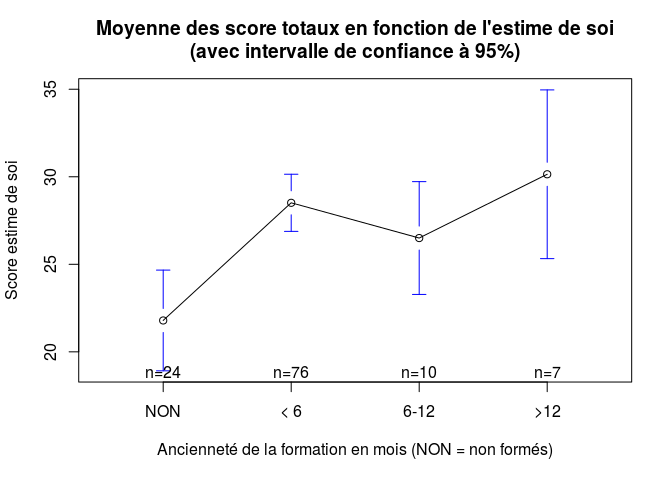 Moyenne des score totaux en fonction de l'estime de soi
(avec intervalle de confiance à 95%)
Score estime de soi
35
30
25
20
n=24 n=76 n=10 n=7
NON < 6 6-12 >12
Ancienneté de la formation en mois (NON = non formés)